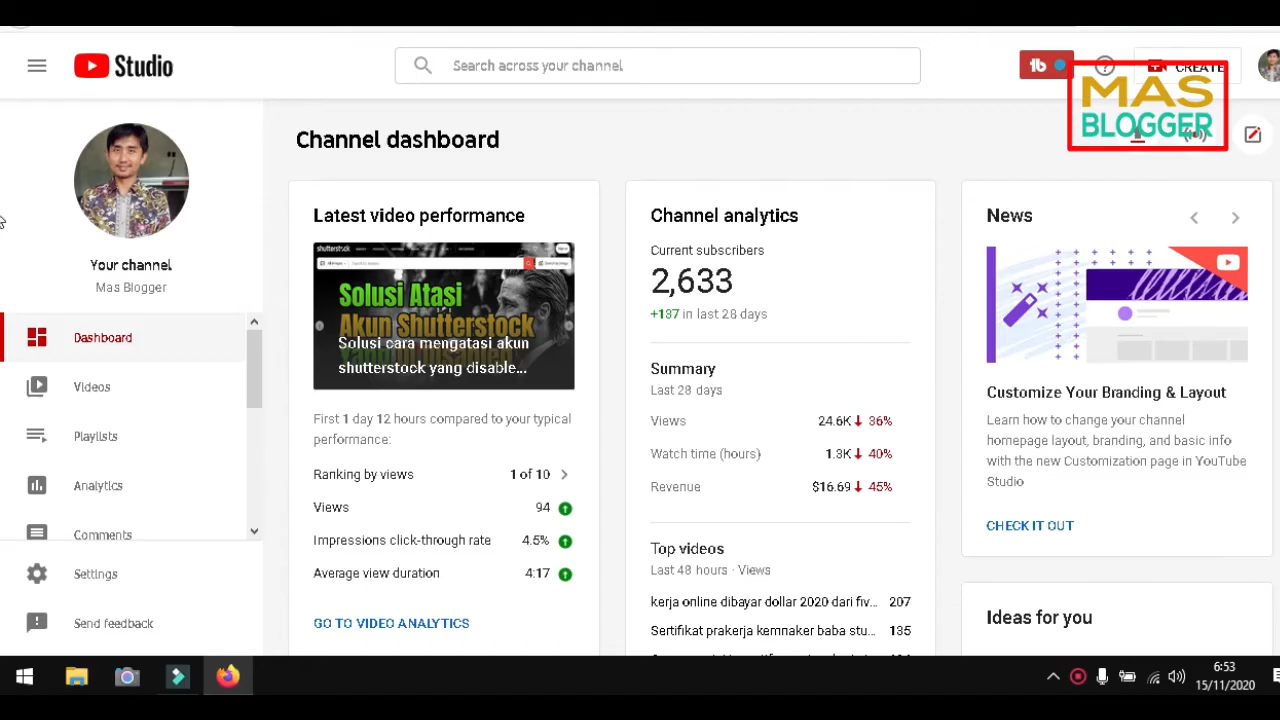 Studio
Search across your channel
CREATE
MAS
BLOGGER
Your channel
Mas Blogger
Dashboard
Videos
Playlists
Analytics
Comments
Settings
Send feedback
Channel dashboard
Latest video performance
shutterstock
Solusi Atasi
Akun Shutterstock
Solusi cara mengatasi akun
shutterstock yang disable...
First 1 day 12 hours compared to your typical
performance:
Ranking by views 1 of 10
Views 94
Impressions click-through rate 4.5%
Average view duration 4:17
GO TO VIDEO ANALYTICS
Channel analytics
Current subscribers
2,633
+137 in last 28 days
Summary
Last 28 days
Views 24.6K 36%
Watch time (hours) 1.3K 40%
Revenue $16.69 45%
Top videos
Last 48 hours · Views
kerja online dibayar dollar 2020 dari fiv... 207
Sertifikat prakerja kemnaker baba stu... 135
News
Customize Your Branding & Layout
Learn how to change your channel
homepage layout, branding, and basic info
with the new Customization page in YouTube
Studio
CHECK IT OUT
Ideas for you
6:53
15/11/2020